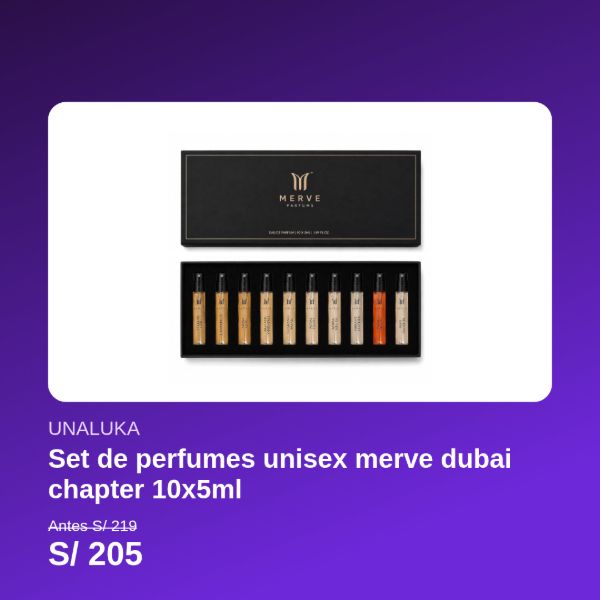 MERVE
PARFUMS
UNALUKA
Set de perfumes unisex merve dubai
chapter 10x5ml
Antes S/ 219
S/ 205